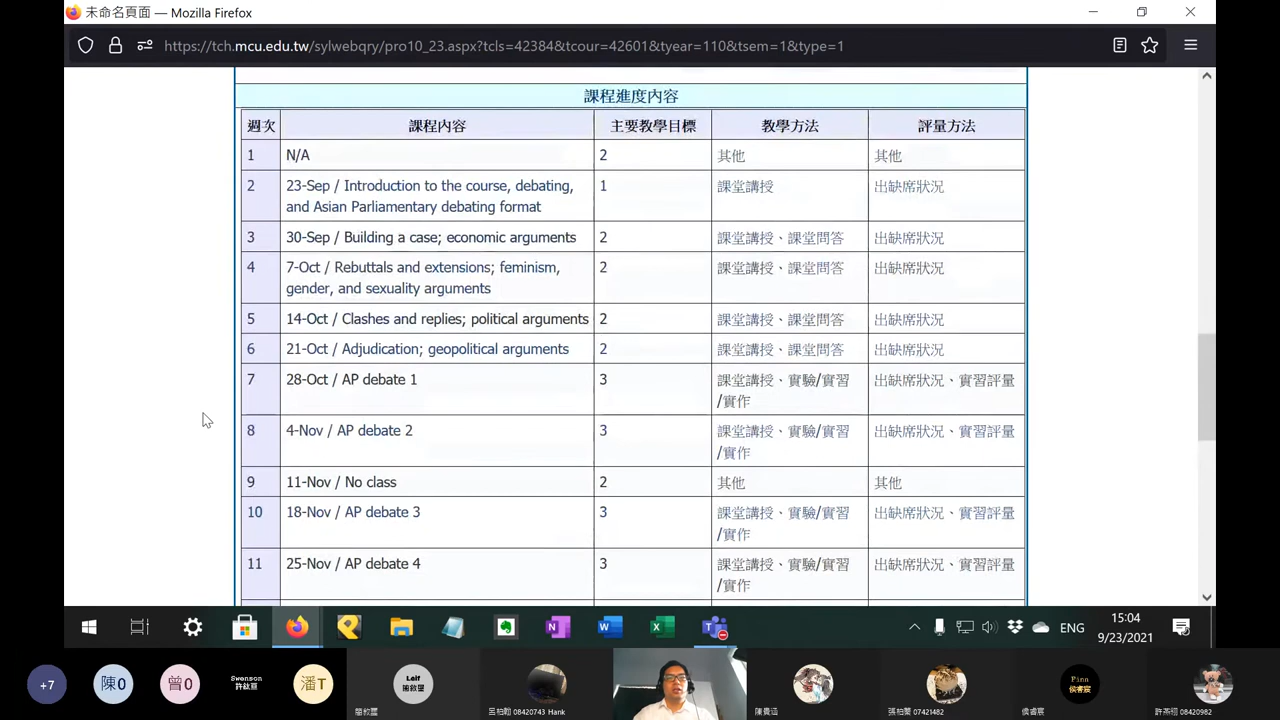 未命名頁面 — Mozilla Firefox
https://tch.mcu.edu.tw/sylwebqry/pro10_23.aspx?tcls=42384&tcour=42601&tyear=110&tsem=1&type=1
課程進度內容
週次 課程內容 主要教學目標 教學方法 評量方法
1 N/A 2 其他 其他
2 23-Sep / Introduction to the course, debating, 1 課堂講授 出缺席狀況
and Asian Parliamentary debating format
3 30-Sep / Building a case; economic arguments 2 課堂講授、課堂問答 出缺席狀況
4 7-Oct / Rebuttals and extensions; feminism, 2 課堂講授、課堂問答 出缺席狀況
gender, and sexuality arguments
5 14-Oct / Clashes and replies; political arguments 2 課堂講授、課堂問答 出缺席狀況
6 21-Oct / Adjudication; geopolitical arguments 2 課堂講授、課堂問答 出缺席狀況
7 28-Oct / AP debate 1 3 課堂講授、實驗/實習 出缺席狀況、實習評量
/實作
8 4-Nov / AP debate 2 3 課堂講授、實驗/實習 出缺席狀況、實習評量
/實作
9 11-Nov / No class 2 其他 其他
10 18-Nov / AP debate 3 3 課堂講授、實驗/實習 出缺席狀況、實習評量
/實作
11 25-Nov / AP debate 4 3 課堂講授、實驗/實習 出缺席狀況、實習評量
/實作
ENG
15:04
9/23/2021
+7
陳0
曾0
Swenson
潘T
Leif
08420743 Hank
07421482
Finn
侯睿宸
侯睿宸
08420982